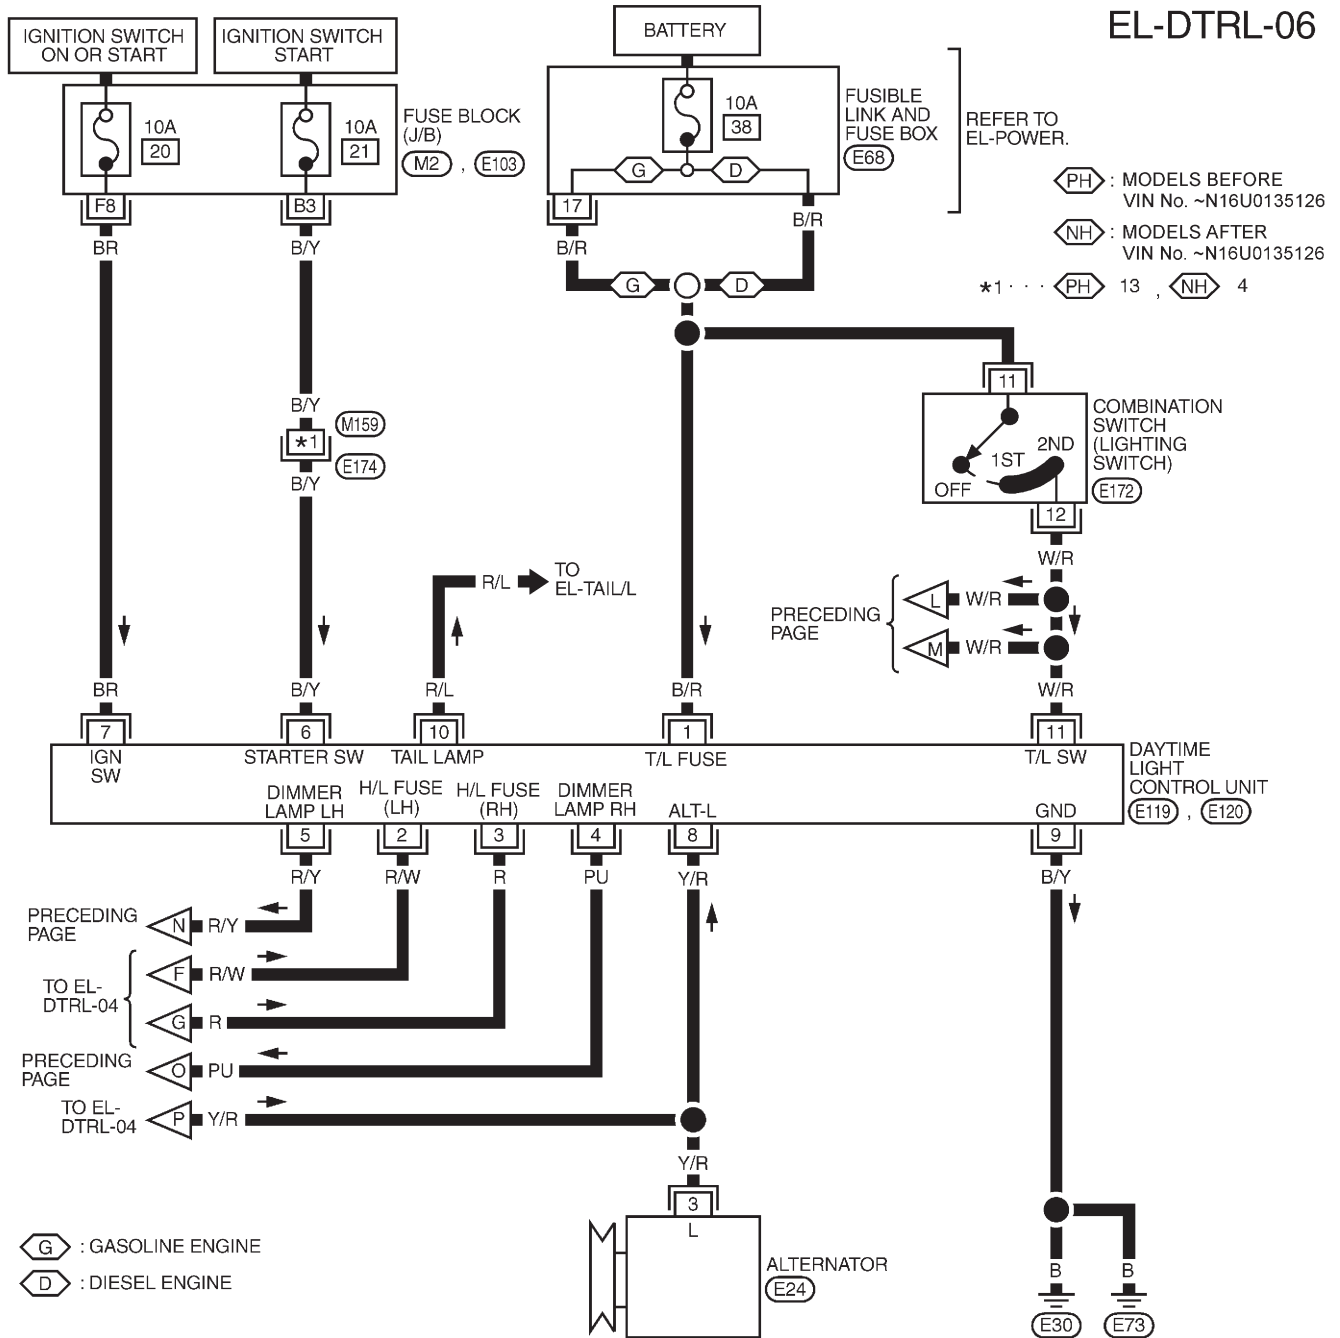 EL-DTRL-06
IGNITION SWITCH
ON OR START
IGNITION SWITCH
START
BATTERY
10A
20
10A
21
FUSE BLOCK
(J/B)
M2 , E103
10A
38
G D
FUSIBLE
LINK AND
FUSE BOX
E68
REFER TO
EL-POWER.
PH : MODELS BEFORE
VIN No. ~N16U0135126
NH : MODELS AFTER
VIN No. ~N16U0135126
*1 · · · PH 13 , NH 4
F8
B3
17
BR
B/Y
B/R
B/R
G D
11
COMBINATION
SWITCH
(LIGHTING
SWITCH)
E172
OFF 1ST 2ND
12
B/Y
*1
M159
E174
B/Y
W/R
R/L
TO
EL-TAIL/L
PRECEDING
PAGE
L W/R
M W/R
BR
B/Y
R/L
B/R
W/R
7
6
10
1
11
IGN
SW
STARTER SW
TAIL LAMP
T/L FUSE
T/L SW
DAYTIME
LIGHT
CONTROL UNIT
E119 , E120
DIMMER
LAMP LH
H/L FUSE
(LH)
H/L FUSE
(RH)
DIMMER
LAMP RH
ALT-L
GND
5
2
3
4
8
9
R/Y
R/W
R
PU
Y/R
B/Y
PRECEDING
PAGE
N R/Y
TO EL-
DTRL-04
F R/W
G R
PRECEDING
PAGE
O PU
TO EL-
DTRL-04
P Y/R
Y/R
3
L
ALTERNATOR
E24
G : GASOLINE ENGINE
D : DIESEL ENGINE
B
B
E30
E73